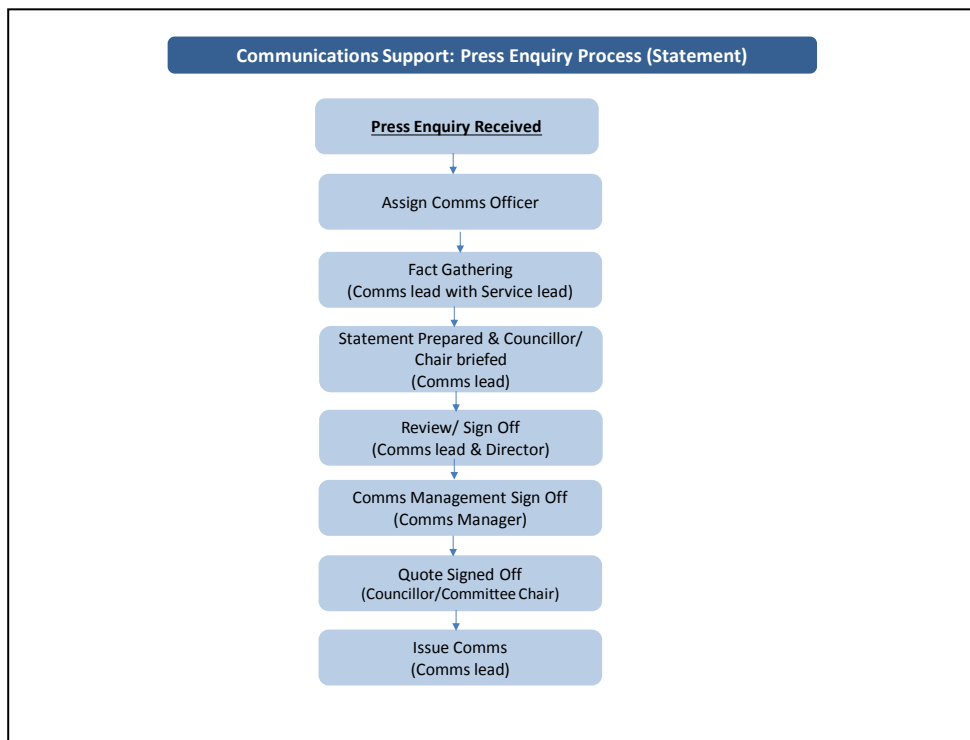 Communications Support: Press Enquiry Process (Statement)
Press Enquiry Received
Assign Comms Officer
Fact Gathering
(Comms lead with Service lead)
Statement Prepared & Councillor/
Chair briefed
(Comms lead)
Review/ Sign Off
(Comms lead & Director)
Comms Management Sign Off
(Comms Manager)
Quote Signed Off
(Councillor/Committee Chair)
Issue Comms
(Comms lead)